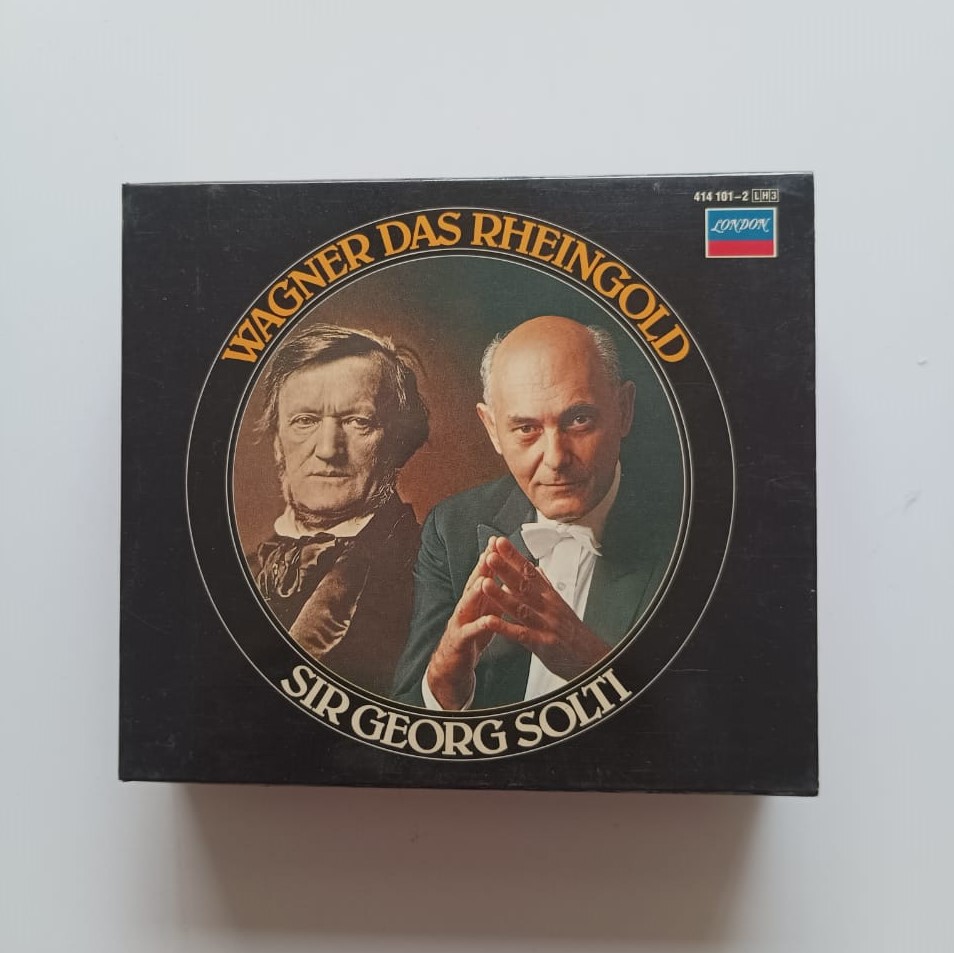 414 101-2 LH3
LONDON
WAGNER DAS RHEINGOLD
SIR GEORG SOLTI